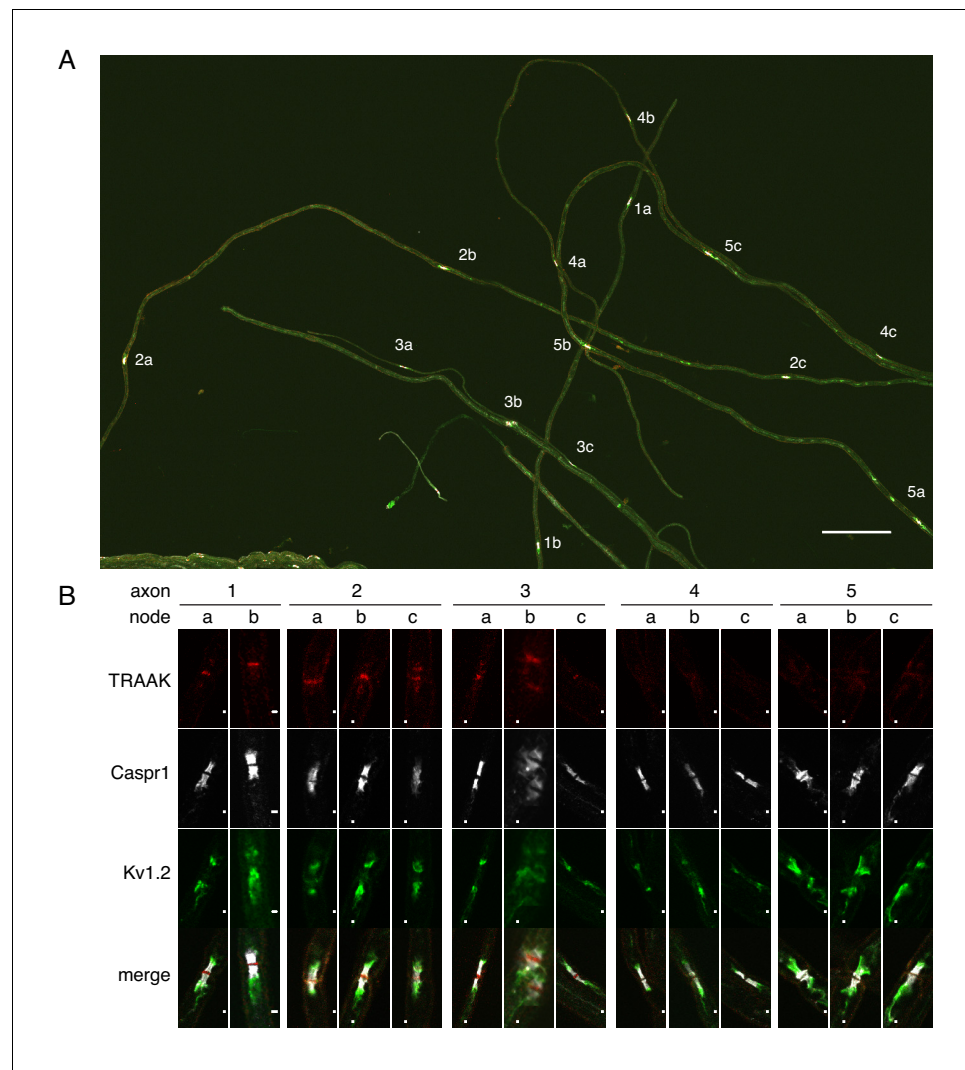 A
4b
1a
2b
4a
5c
4c
5b
3a
2a
2c
3b
3c
5a
1b
B
axon 1 2 3 4 5
node a b a b c a b c a b c a b c
TRAAK
Caspr1
Kv1.2
merge